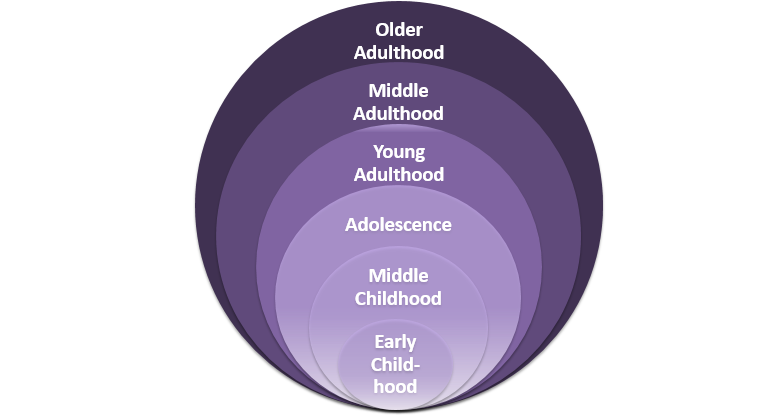 Older
Adulthood
Middle
Adulthood
Young
Adulthood
Adolescence
Middle
Childhood
Early
Child-
hood